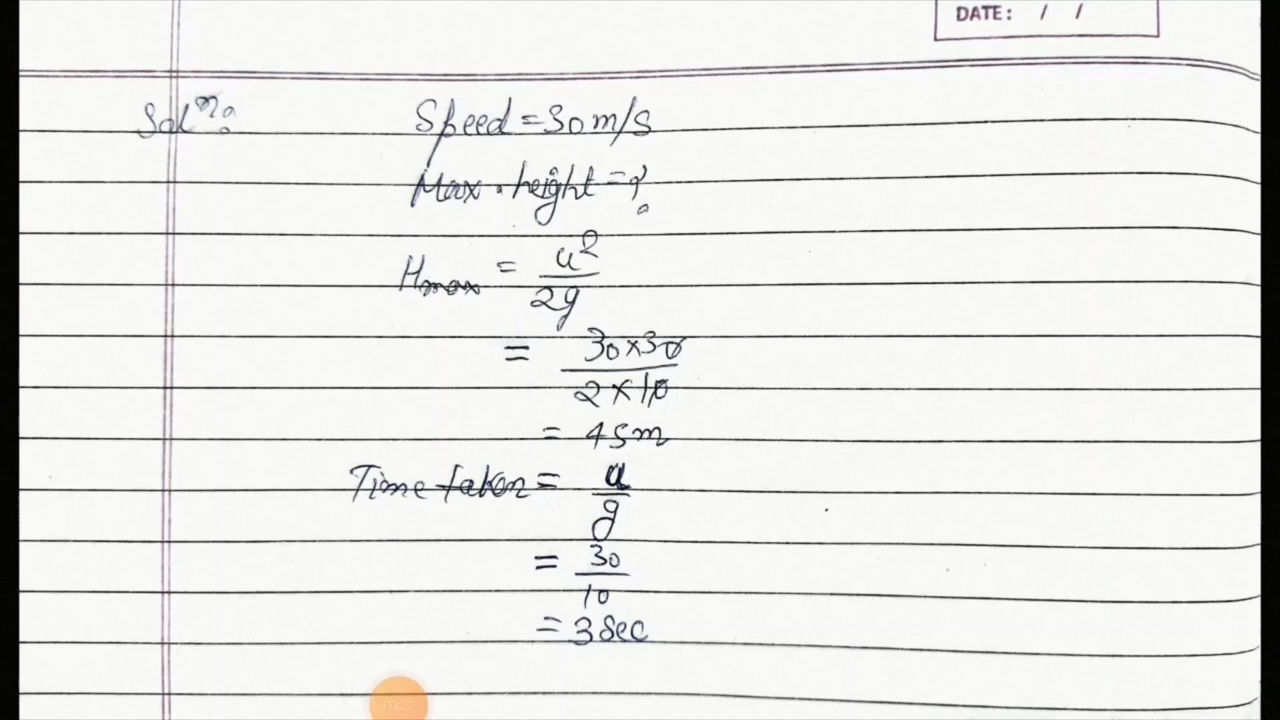 DATE: / /
Solⁿ:
Speed = 30 m/s
Max. height = ?
Hmax = u²/2g
= 30×30/2×10
= 45m
Time taken = u/g
= 30/10
= 3 Sec